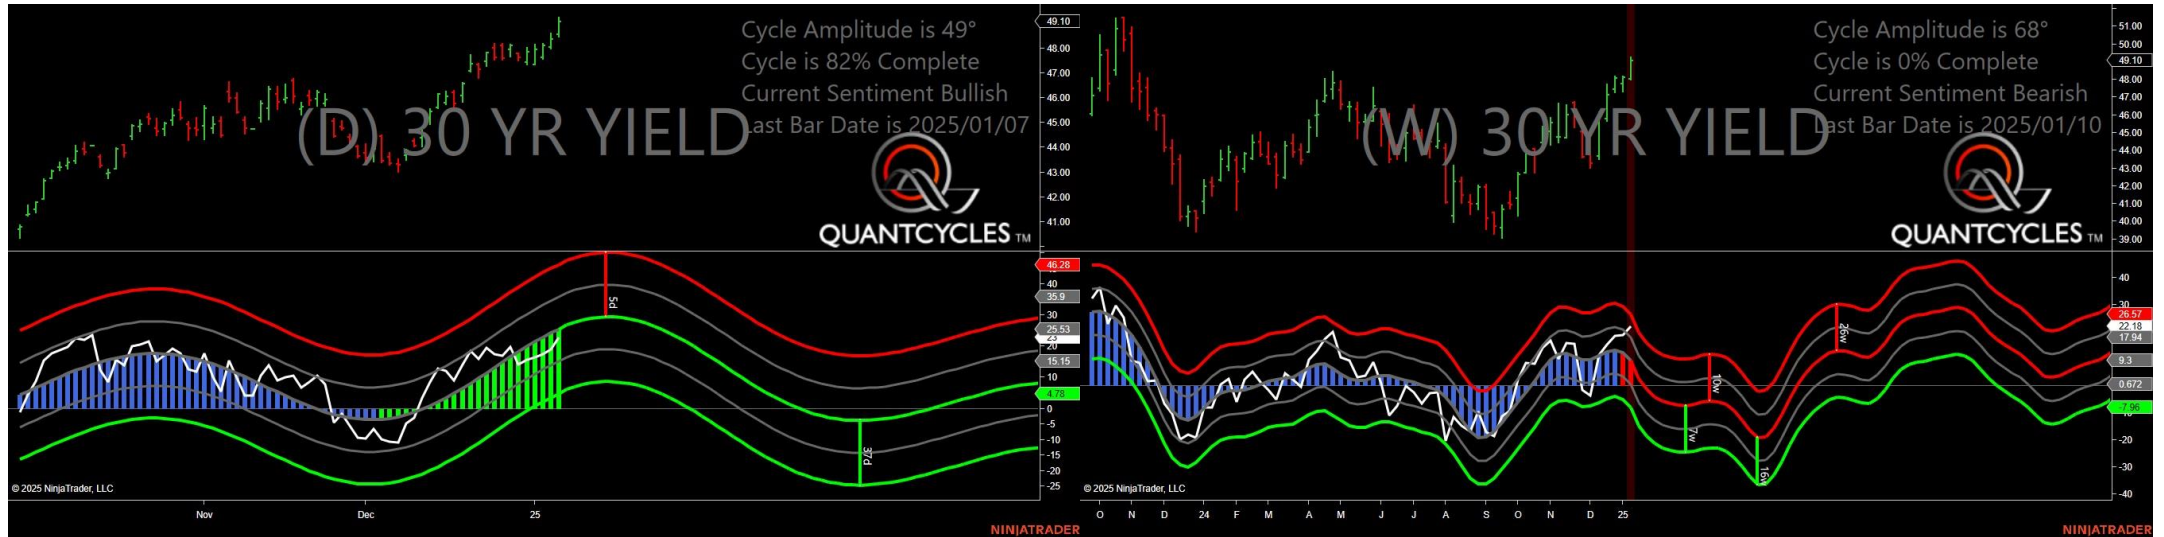 Cycle Amplitude is 49°
Cycle is 82% Complete
Current Sentiment Bullish
Last Bar Date is 2025/01/07
(D) 30 YR YIELD
QUANTCYCLES TM
49.10
48.00
47.00
46.00
45.00
44.00
43.00
42.00
41.00
46.28
40
35.9
30
25.53
23
20
15.15
10
4.78
0
-5
-10
-15
-20
-25
5d
37d
© 2025 NinjaTrader, LLC
Nov
Dec
25
NINJATRADER
Cycle Amplitude is 68°
Cycle is 0% Complete
Current Sentiment Bearish
Last Bar Date is 2025/01/10
(W) 30 YR YIELD
QUANTCYCLES TM
51.00
50.00
49.10
48.00
47.00
46.00
45.00
44.00
43.00
42.00
41.00
40.00
39.00
40
30
26.57
22.18
17.94
9.3
0.672
-7.96
-20
-30
-40
10w
7w
16w
26w
© 2025 NinjaTrader, LLC
O N D 24 F M A M J J A S O N D 25
NINJATRADER